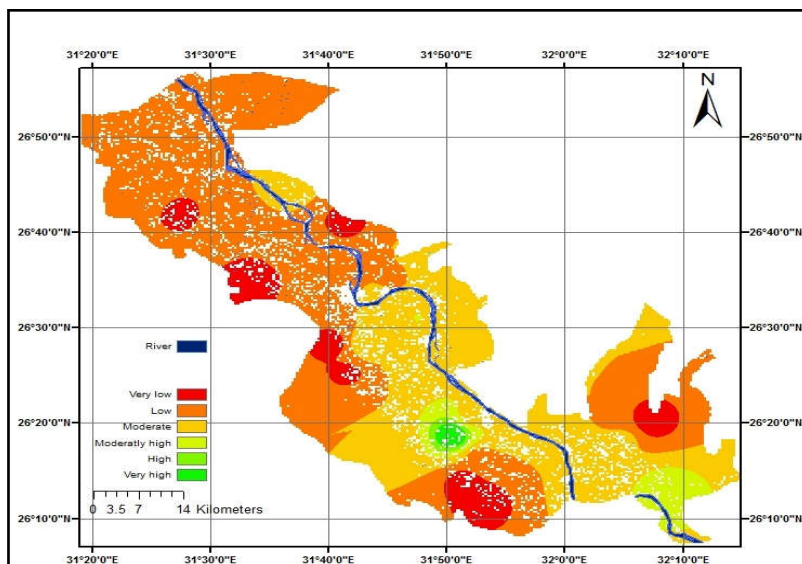 31°20'0"E 31°30'0"E 31°40'0"E 31°50'0"E 32°0'0"E 32°10'0"E
N
26°50'0"N 26°50'0"N
26°40'0"N 26°40'0"N
26°30'0"N 26°30'0"N
River
26°20'0"N 26°20'0"N
Very low
Low
Moderate
Moderatly high
High
Very high
0 3.5 7 14 Kilometers
26°10'0"N 26°10'0"N
31°20'0"E 31°30'0"E 31°40'0"E 31°50'0"E 32°0'0"E 32°10'0"E